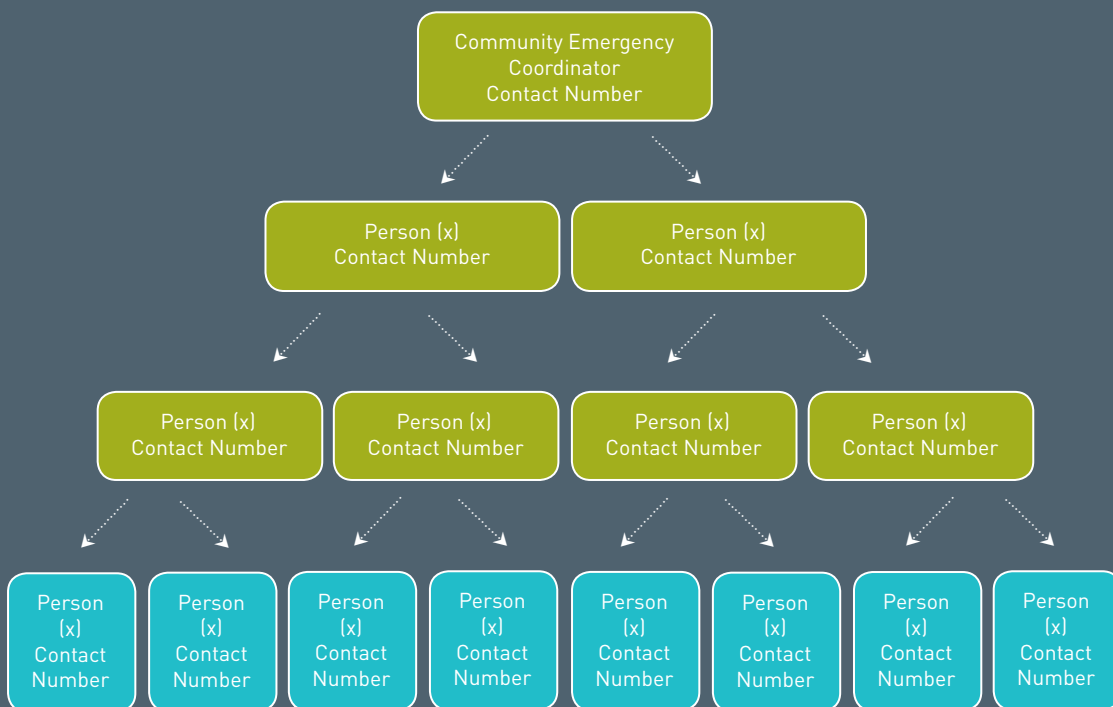 Community Emergency
Coordinator
Contact Number
Person (x)
Contact Number
Person (x)
Contact Number
Person (x)
Contact Number
Person (x)
Contact Number
Person (x)
Contact Number
Person (x)
Contact Number
Person
(x)
Contact
Number
Person
(x)
Contact
Number
Person
(x)
Contact
Number
Person
(x)
Contact
Number
Person
(x)
Contact
Number
Person
(x)
Contact
Number
Person
(x)
Contact
Number
Person
(x)
Contact
Number